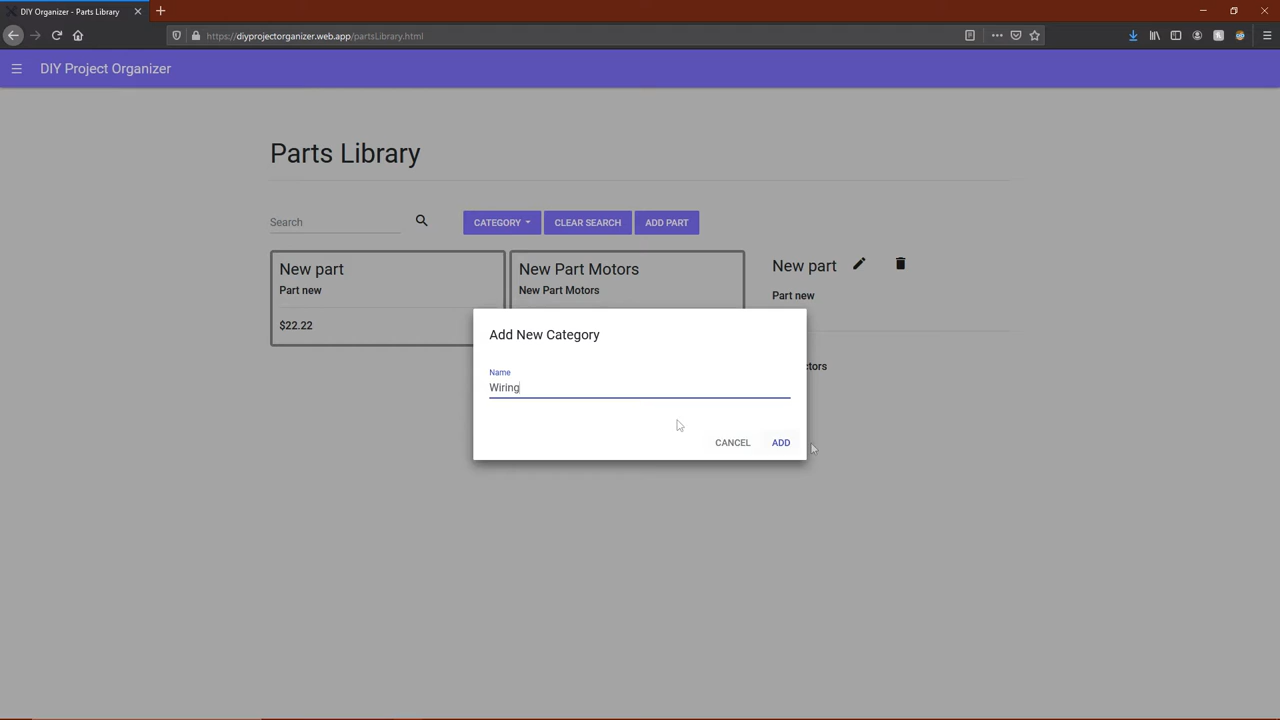 DIY Organizer - Parts Library
https://diyprojectorganizer.web.app/partsLibrary.html
DIY Project Organizer
Parts Library
Search
CATEGORY
CLEAR SEARCH
ADD PART
New part
Part new
$22.22
New Part Motors
New Part Motors
New part
Part new
ctors
Add New Category
Name
Wiring
CANCEL
ADD